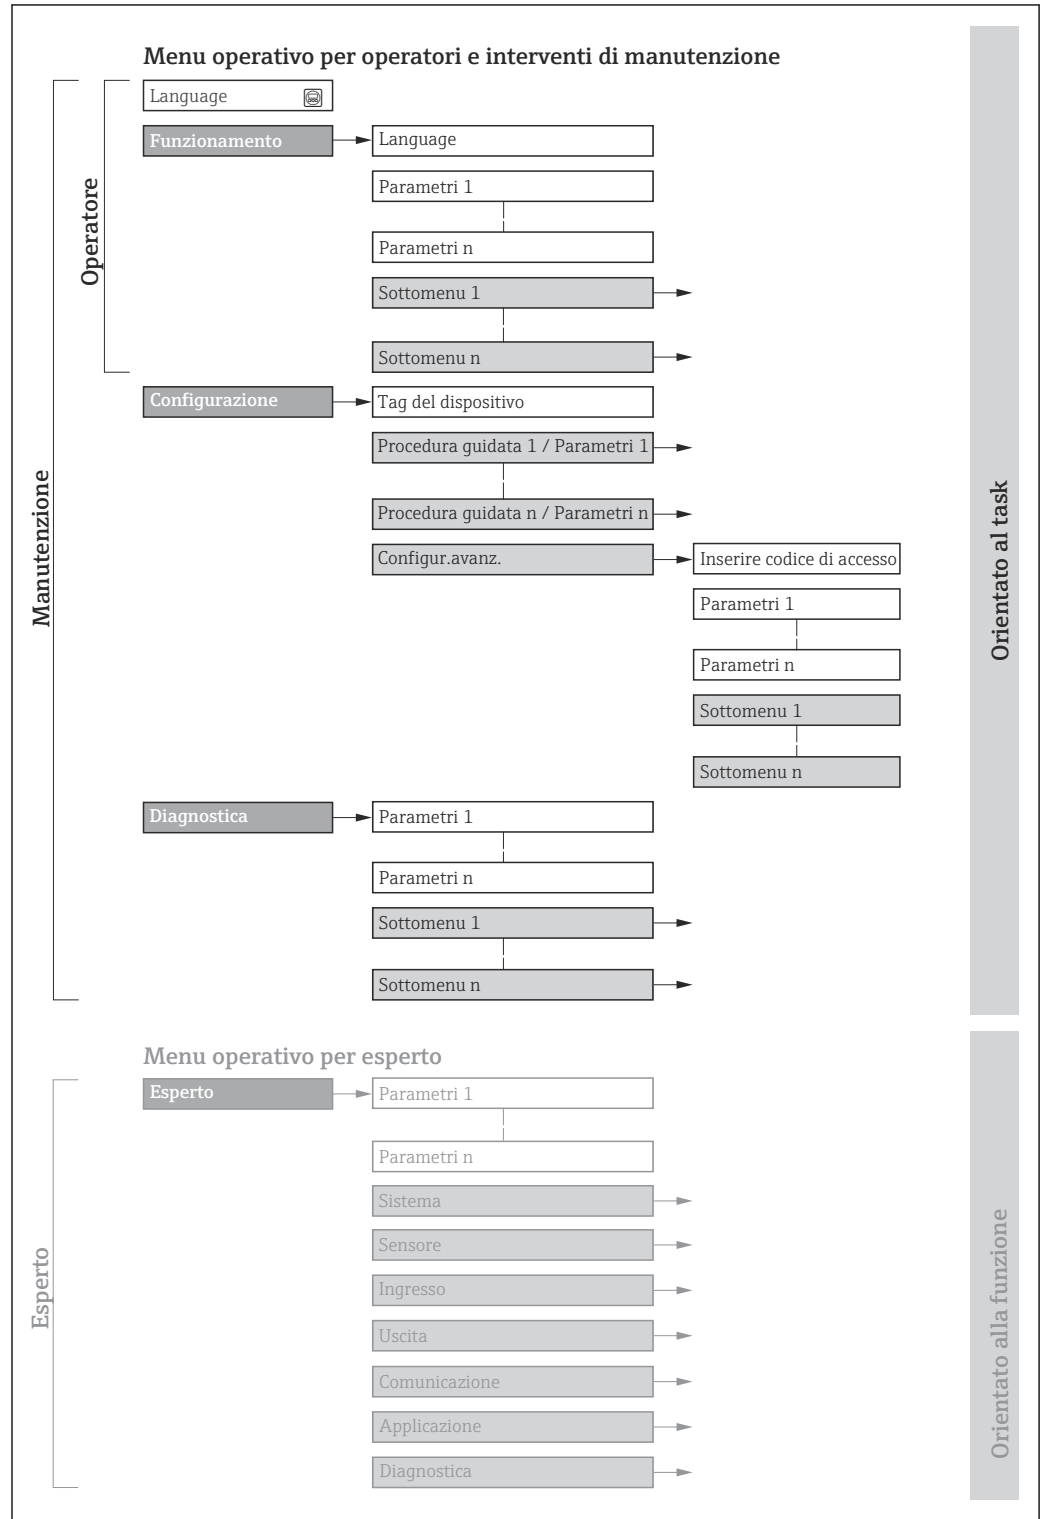 Menu operativo per operatori e interventi di manutenzione
Language
Funzionamento
Language
Parametri 1
Parametri n
Sottomenu 1
Sottomenu n
Operatore
Configurazione
Tag del dispositivo
Procedura guidata 1 / Parametri 1
Procedura guidata n / Parametri n
Configur.avanz.
Inserire codice di accesso
Parametri 1
Parametri n
Sottomenu 1
Sottomenu n
Manutenzione
Orientato al task
Diagnostica
Parametri 1
Parametri n
Sottomenu 1
Sottomenu n
Menu operativo per esperto
Esperto
Parametri 1
Parametri n
Sistema
Sensore
Ingresso
Uscita
Comunicazione
Applicazione
Diagnostica
Esperto
Orientato alla funzione